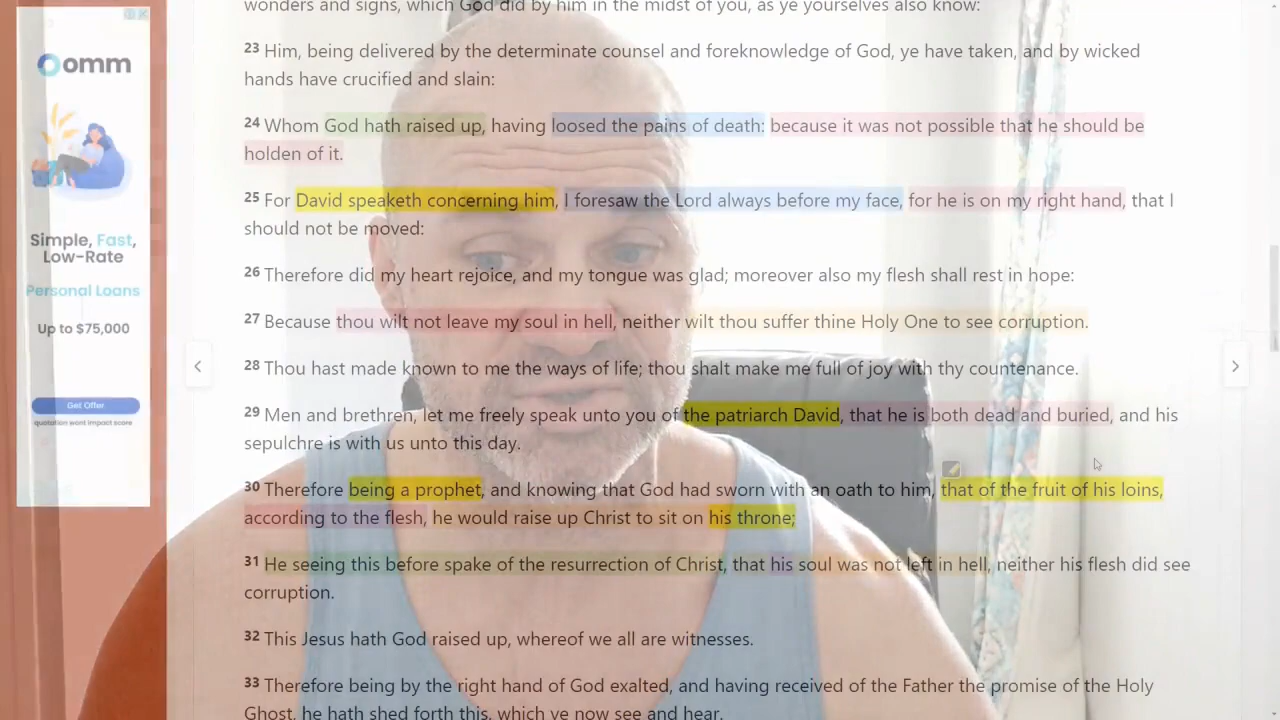 wonders and signs, which God did by him in the midst of you, as ye yourselves also know:
23 Him, being delivered by the determinate counsel and foreknowledge of God, ye have taken, and by wicked
hands have crucified and slain:
24 Whom God hath raised up, having loosed the pains of death: because it was not possible that he should be
holden of it.
25 For David speaketh concerning him, I foresaw the Lord always before my face, for he is on my right hand, that I
should not be moved:
26 Therefore did my heart rejoice, and my tongue was glad; moreover also my flesh shall rest in hope:
27 Because thou wilt not leave my soul in hell, neither wilt thou suffer thine Holy One to see corruption.
28 Thou hast made known to me the ways of life; thou shalt make me full of joy with thy countenance.
29 Men and brethren, let me freely speak unto you of the patriarch David, that he is both dead and buried, and his
sepulchre is with us unto this day.
30 Therefore being a prophet, and knowing that God had sworn with an oath to him, that of the fruit of his loins,
according to the flesh, he would raise up Christ to sit on his throne;
31 He seeing this before spake of the resurrection of Christ, that his soul was not left in hell, neither his flesh did see
corruption.
32 This Jesus hath God raised up, whereof we all are witnesses.
33 Therefore being by the right hand of God exalted, and having received of the Father the promise of the Holy
Ghost, he hath shed forth this, which ye now see and hear.
omm
Simple, Fast,
Low-Rate
Personal Loans
Up to $75,000
Get Offer
quotation wont impact score